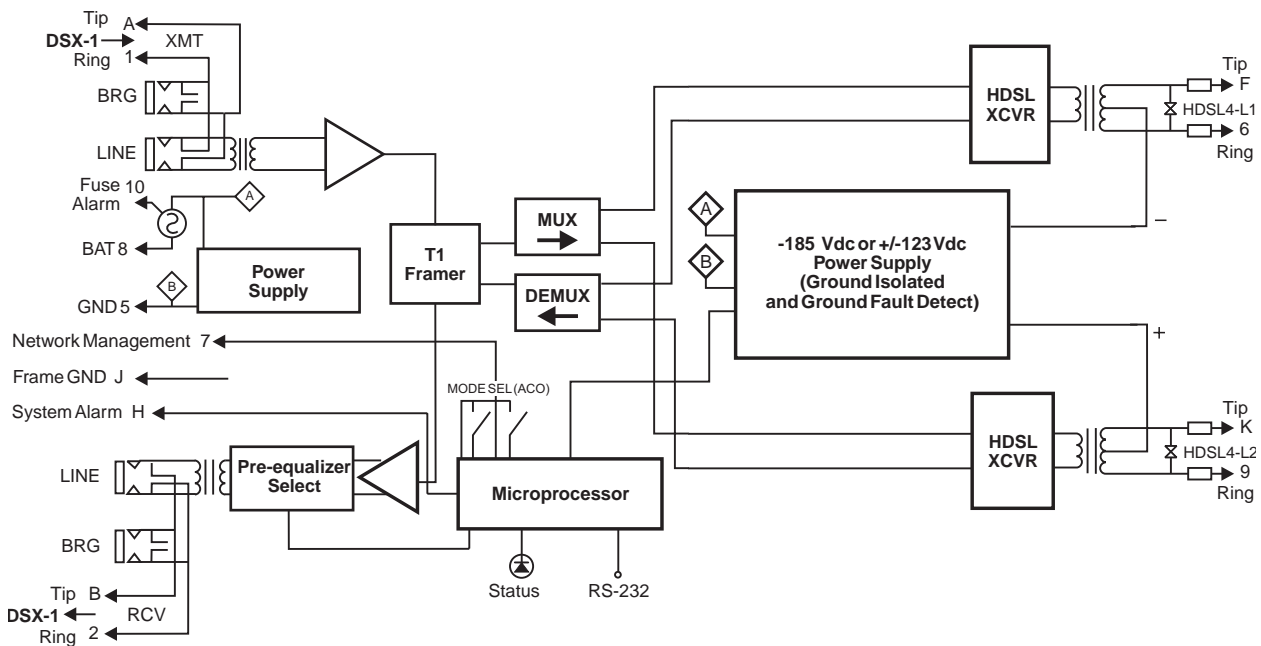 Tip A
DSX-1 XMT
Ring 1
BRG
LINE
Fuse 10
Alarm
A
BAT 8
Power
Supply
B
GND 5
Network Management 7
Frame GND J
System Alarm H
MODE SEL (ACO)
T1
Framer
MUX
DEMUX
A
B
-185 Vdc or +/-123 Vdc
Power Supply
(Ground Isolated
and Ground Fault Detect)
HDSL
XCVR
Tip
F
HDSL4-L1
6
Ring
–
+
HDSL
XCVR
Tip
K
HDSL4-L2
9
Ring
LINE
Pre-equalizer
Select
Microprocessor
BRG
Status
RS-232
Tip B
DSX-1 RCV
Ring 2